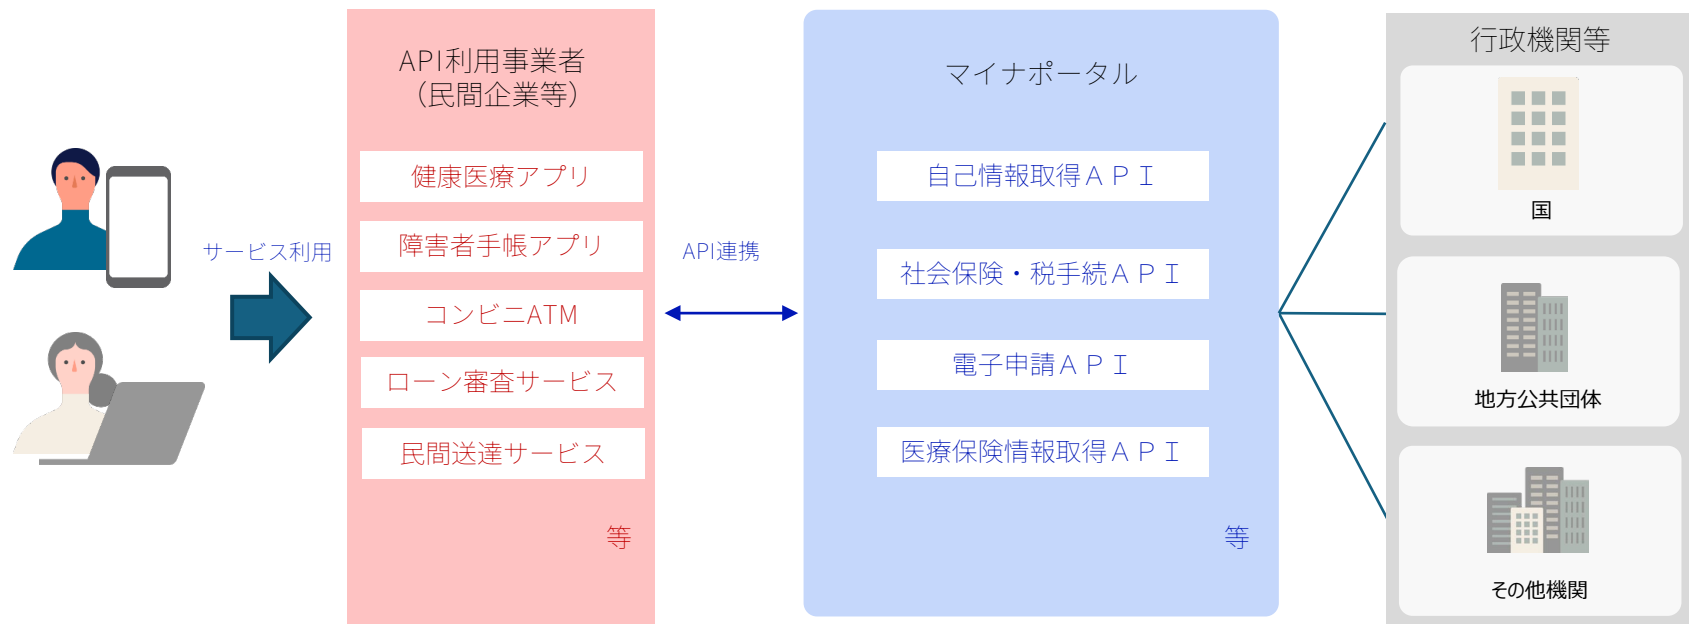 サービス利用
API利用事業者
（民間企業等）
健康医療アプリ
障害者手帳アプリ
コンビニATM
ローン審査サービス
民間送達サービス
等
API連携
マイナポータル
自己情報取得ＡＰＩ
社会保険・税手続ＡＰＩ
電子申請ＡＰＩ
医療保険情報取得ＡＰＩ
等
行政機関等
国
地方公共団体
その他機関